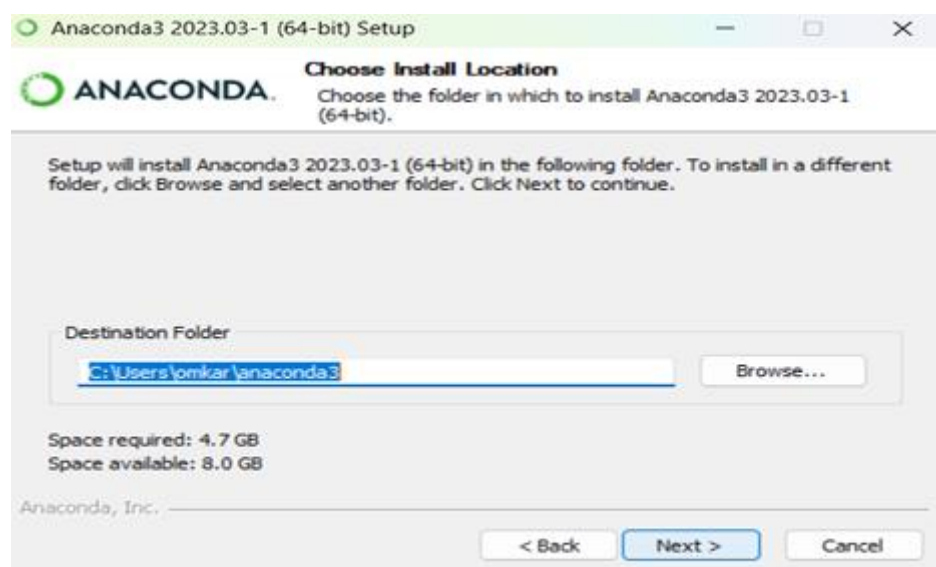 Anaconda3 2023.03-1 (64-bit) Setup
ANACONDA.
Choose Install Location
Choose the folder in which to install Anaconda3 2023.03-1
(64-bit).
Setup will install Anaconda3 2023.03-1 (64-bit) in the following folder. To install in a different
folder, click Browse and select another folder. Click Next to continue.
Destination Folder
C:\Users\omkar\anaconda3
Browse...
Space required: 4.7 GB
Space available: 8.0 GB
Anaconda, Inc.
< Back
Next >
Cancel